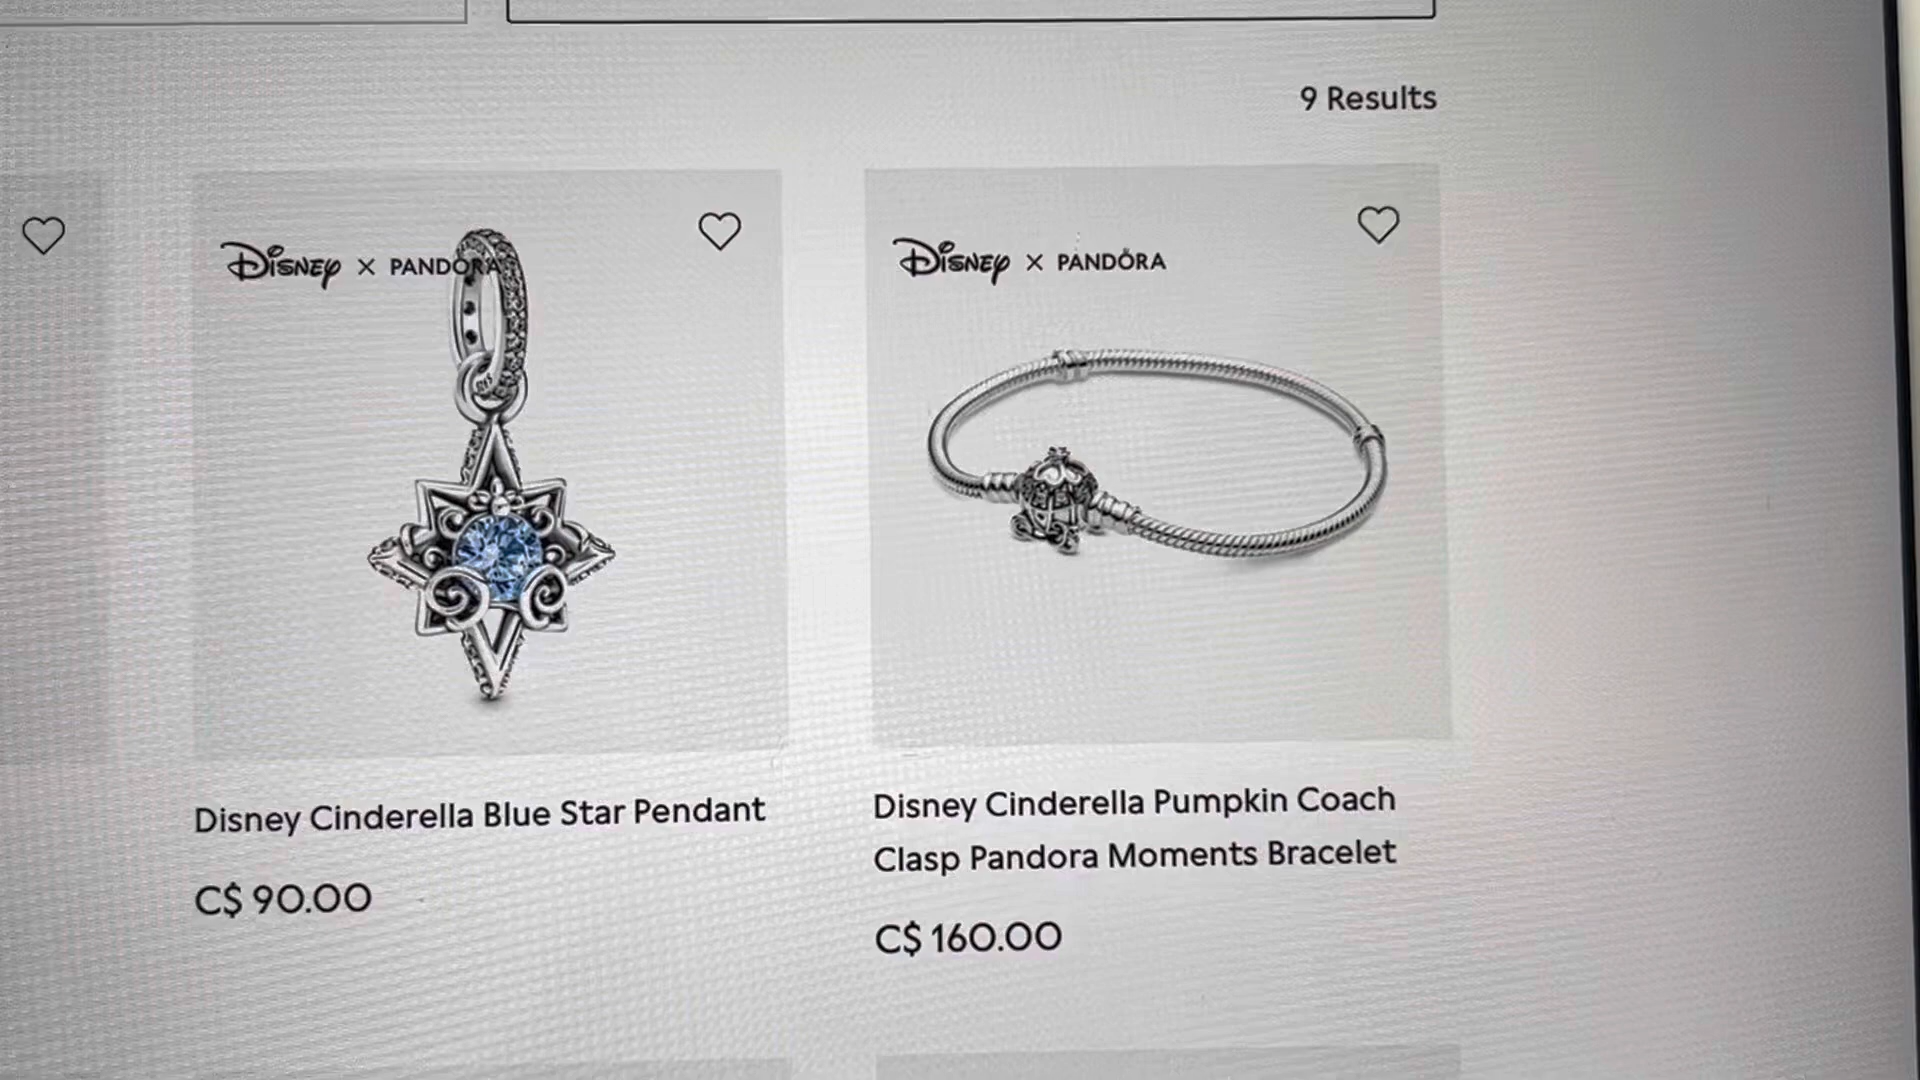 9 Results
Disney × PANDORA
Disney × PANDORA
Disney Cinderella Blue Star Pendant
C$ 90.00
Disney Cinderella Pumpkin Coach
Clasp Pandora Moments Bracelet
C$ 160.00